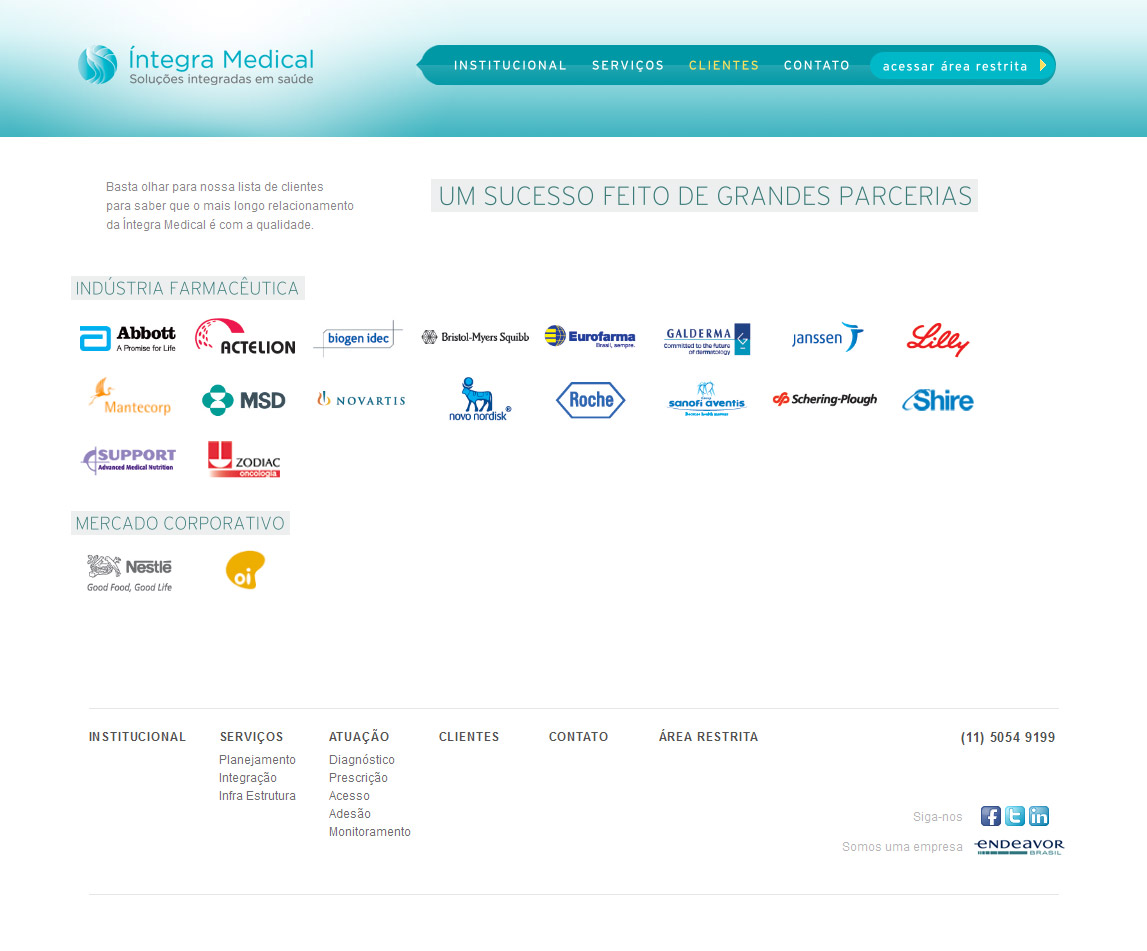 Íntegra Medical
Soluções integradas em saúde
INSTITUCIONAL SERVIÇOS CLIENTES CONTATO acessar área restrita
Basta olhar para nossa lista de clientes
para saber que o mais longo relacionamento
da Íntegra Medical é com a qualidade.
UM SUCESSO FEITO DE GRANDES PARCERIAS
INDÚSTRIA FARMACÊUTICA
Abbott
A Promise for Life
ACTELION
biogen idec
Bristol-Myers Squibb
Eurofarma
Brasil, sempre.
GALDERMA
Committed to the future
of dermatology
janssen
Lilly
Mantecorp
MSD
NOVARTIS
novo nordisk®
Roche
sanofi aventis
Schering-Plough
Shire
SUPPORT
Advanced Medical Nutrition
ZODIAC
oncologia
MERCADO CORPORATIVO
Nestlé
Good Food, Good Life
oi
INSTITUCIONAL SERVIÇOS ATUAÇÃO CLIENTES CONTATO ÁREA RESTRITA (11) 5054 9199
Planejamento Diagnóstico
Integração Prescrição
Infra Estrutura Acesso
Adesão
Monitoramento
Siga-nos
Somos uma empresa ENDEAVOR
BRASIL